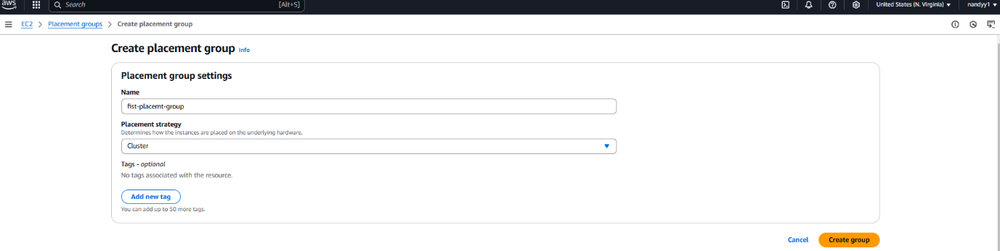 aws Search [Alt+S] United States (N. Virginia) nandyy1
EC2 > Placement groups > Create placement group
Create placement group Info
Placement group settings
Name
fist-placemt-group
Placement strategy
Determines how the instances are placed on the underlying hardware.
Cluster
Tags - optional
No tags associated with the resource.
Add new tag
You can add up to 50 more tags.
Cancel Create group